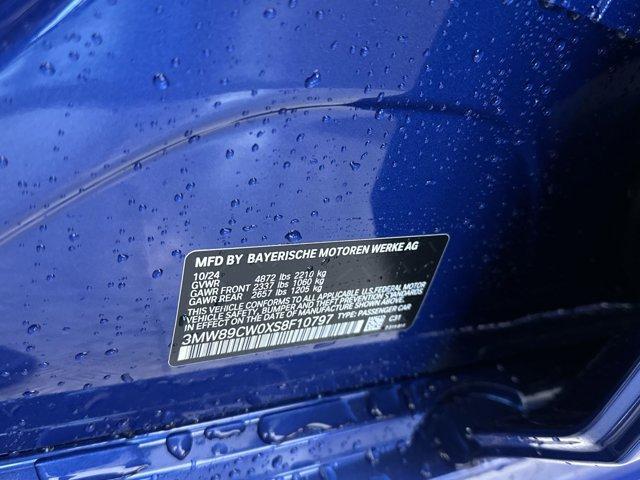 MFD BY BAYERISCHE MOTOREN WERKE AG
10/24
GVWR 4872 lbs 2210 kg
GAWR FRONT 2337 lbs 1060 kg
GAWR REAR 2657 lbs 1205 kg
THIS VEHICLE CONFORMS TO ALL APPLICABLE U.S. FEDERAL MOTOR
VEHICLE SAFETY, BUMPER, AND THEFT PREVENTION STANDARDS
IN EFFECT ON THE DATE OF MANUFACTURE SHOWN ABOVE.
3MW89CW0XS8F10797 TYPE: PASSENGER CAR
C31